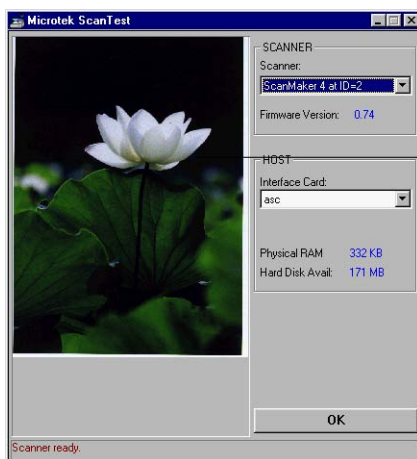 Microtek ScanTest
SCANNER
Scanner:
ScanMaker 4 at ID=2
Firmware Version: 0.74
HOST
Interface Card:
asc
Physical RAM 332 KB
Hard Disk Avail: 171 MB
OK
Scanner ready.